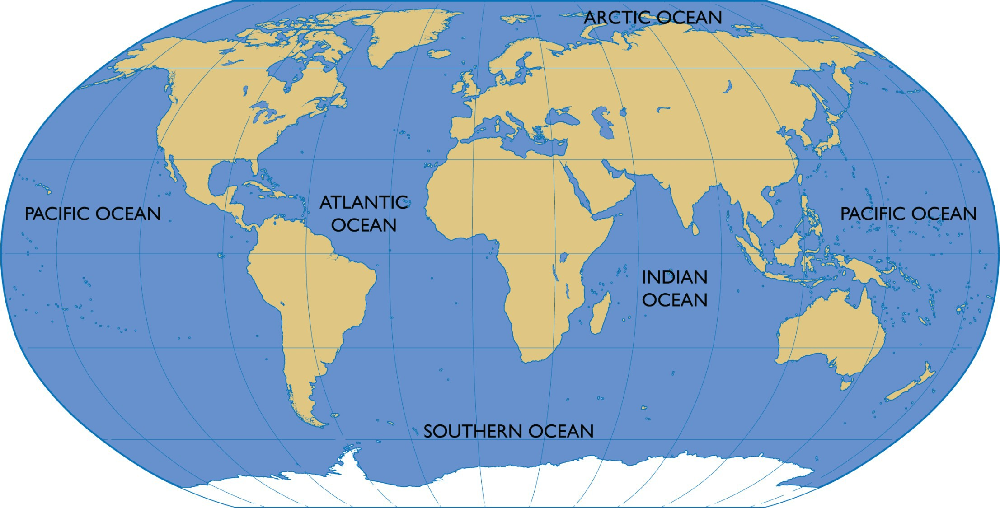 ARCTIC OCEAN
ATLANTIC
OCEAN
PACIFIC OCEAN
PACIFIC OCEAN
INDIAN
OCEAN
SOUTHERN OCEAN